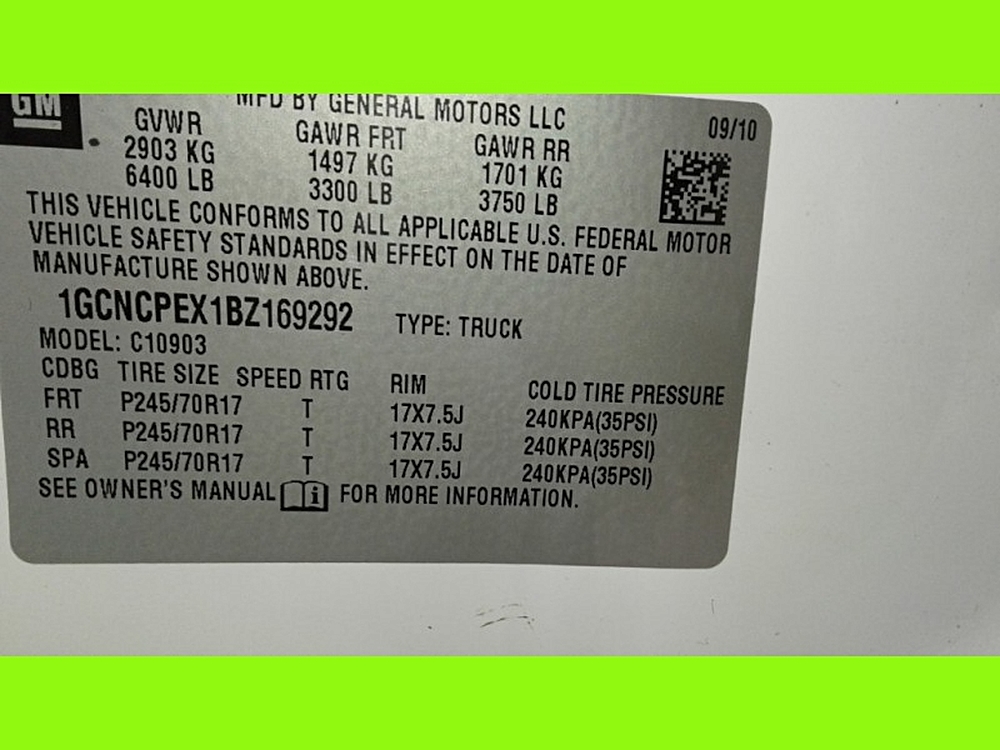 GM
MFD BY GENERAL MOTORS LLC
09/10
GVWR GAWR FRT GAWR RR
2903 KG 1497 KG 1701 KG
6400 LB 3300 LB 3750 LB
THIS VEHICLE CONFORMS TO ALL APPLICABLE U.S. FEDERAL MOTOR
VEHICLE SAFETY STANDARDS IN EFFECT ON THE DATE OF
MANUFACTURE SHOWN ABOVE.
1GCNCPEX1BZ169292 TYPE: TRUCK
MODEL: C10903
CDBG TIRE SIZE SPEED RTG RIM COLD TIRE PRESSURE
FRT P245/70R17 T 17X7.5J 240KPA(35PSI)
RR P245/70R17 T 17X7.5J 240KPA(35PSI)
SPA P245/70R17 T 17X7.5J 240KPA(35PSI)
SEE OWNER'S MANUAL i FOR MORE INFORMATION.